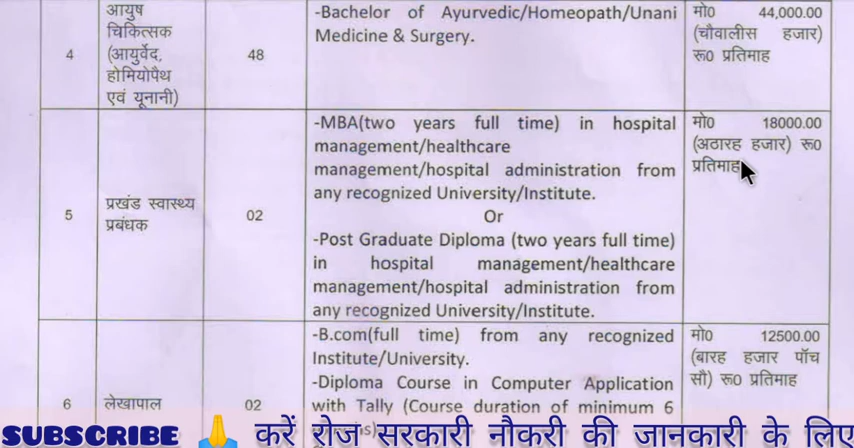 4
आयुष
चिकित्सक
(आयुर्वेद,
होमियोपैथ
एवं यूनानी)
48
-Bachelor of Ayurvedic/Homeopath/Unani
Medicine & Surgery.
मो0 44,000.00
(चौवालीस हजार)
रू0 प्रतिमाह
5
प्रखंड स्वास्थ्य
प्रबंधक
02
-MBA(two years full time) in hospital
management/healthcare
management/hospital administration from
any recognized University/Institute.
Or
-Post Graduate Diploma (two years full time)
in hospital management/healthcare
management/hospital administration from
any recognized University/Institute.
मो0 18000.00
(अठारह हजार) रू0
प्रतिमाह
6
लेखापाल
02
-B.com(full time) from any recognized
Institute/University.
-Diploma Course in Computer Application
with Tally (Course duration of minimum 6
मो0 12500.00
(बारह हजार पॉच
सौ) रू0 प्रतिमाह
SUBSCRIBE 🙏 करें रोज सरकारी नौकरी की जानकारी के लिए